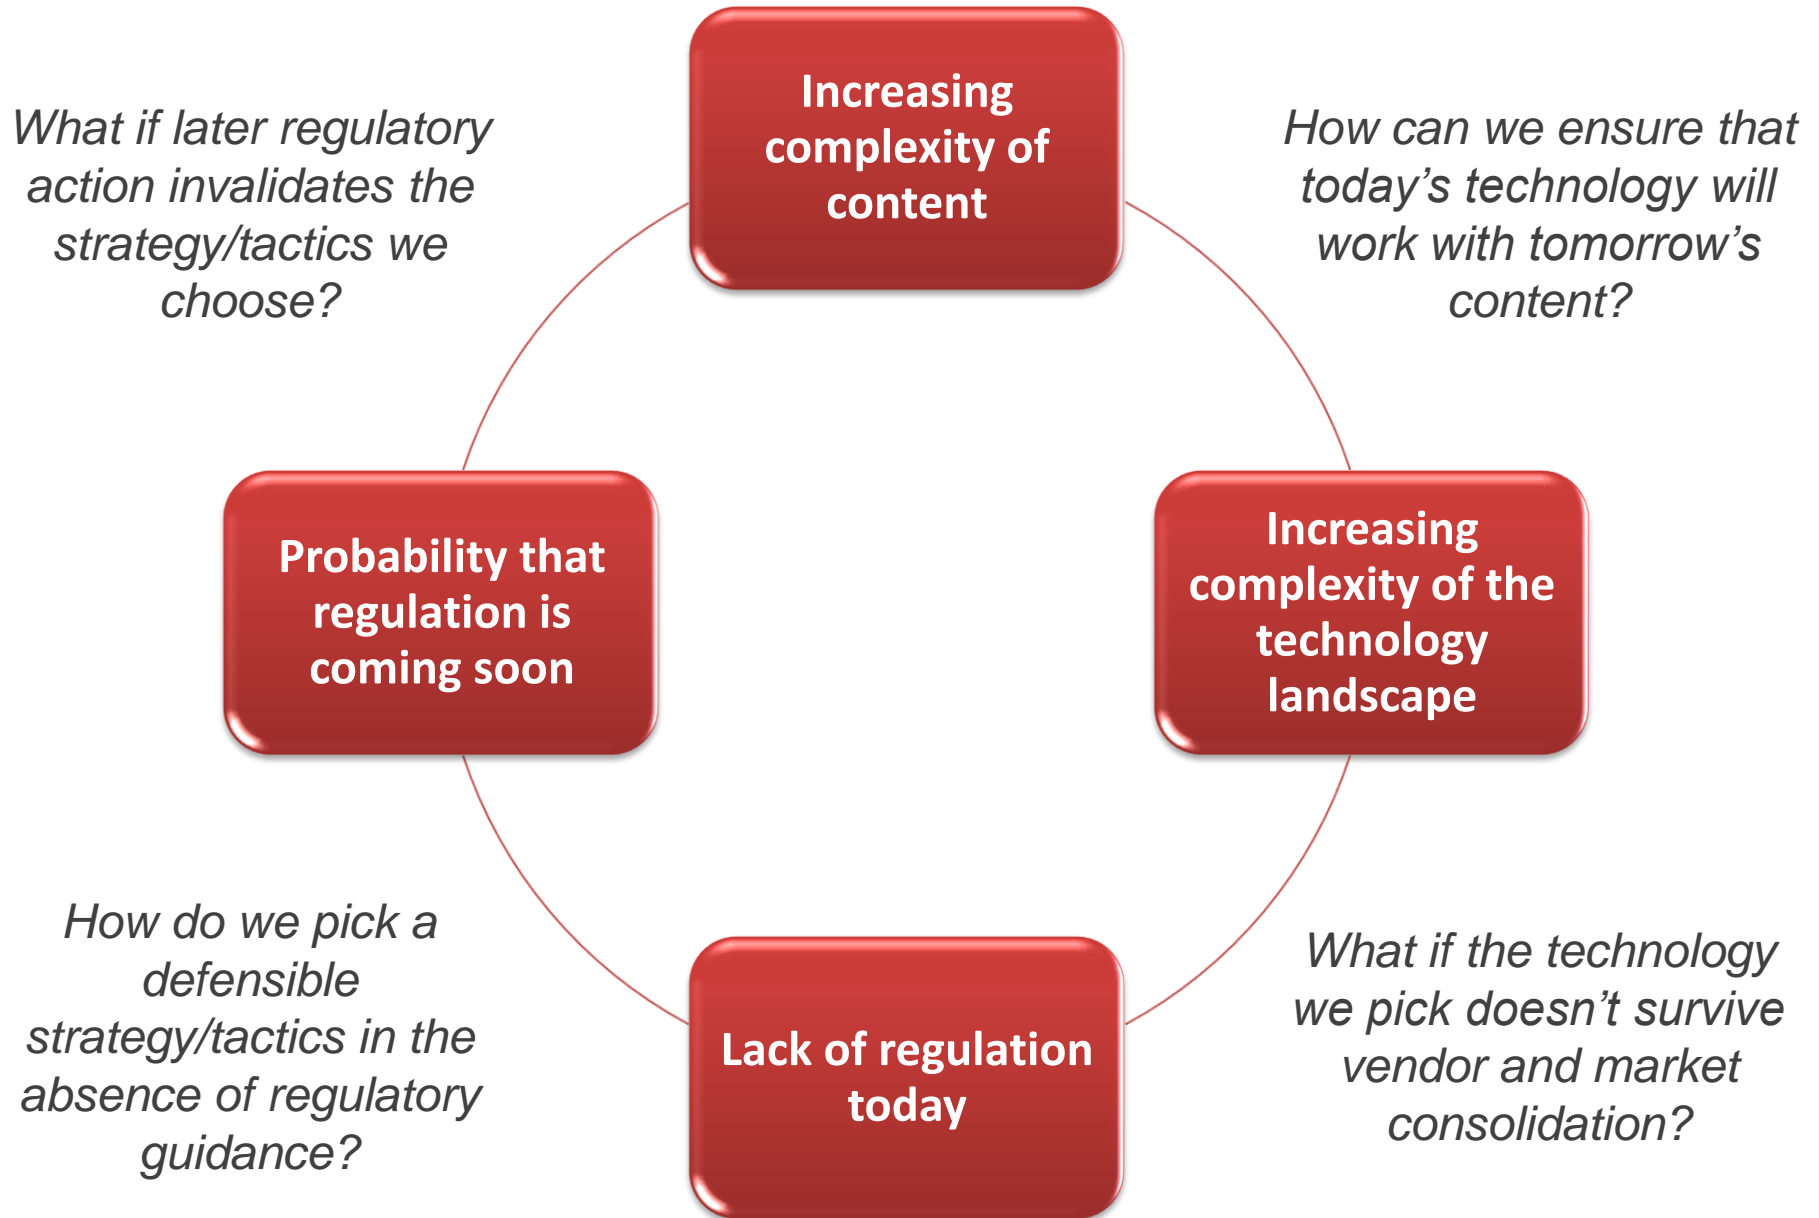 Increasing
complexity of
content
What if later regulatory
action invalidates the
strategy/tactics we
choose?
How can we ensure that
today’s technology will
work with tomorrow’s
content?
Probability that
regulation is
coming soon
Increasing
complexity of the
technology
landscape
How do we pick a
defensible
strategy/tactics in the
absence of regulatory
guidance?
Lack of regulation
today
What if the technology
we pick doesn’t survive
vendor and market
consolidation?